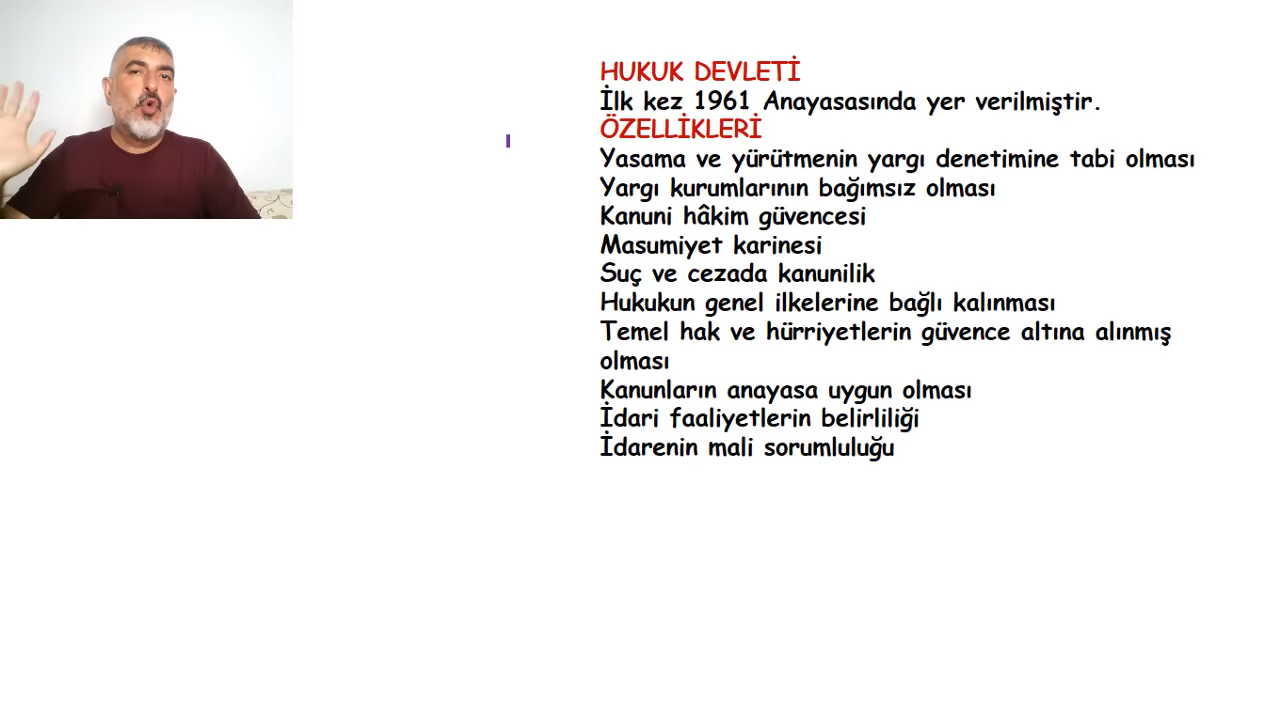 HUKUK DEVLETİ
İlk kez 1961 Anayasasında yer verilmiştir.
ÖZELLİKLERİ
Yasama ve yürütmenin yargı denetimine tabi olması
Yargı kurumlarının bağımsız olması
Kanuni hâkim güvencesi
Masumiyet karinesi
Suç ve cezada kanunilik
Hukukun genel ilkelerine bağlı kalınması
Temel hak ve hürriyetlerin güvence altına alınmış
olması
Kanunların anayasa uygun olması
İdari faaliyetlerin belirliliği
İdarenin mali sorumluluğu